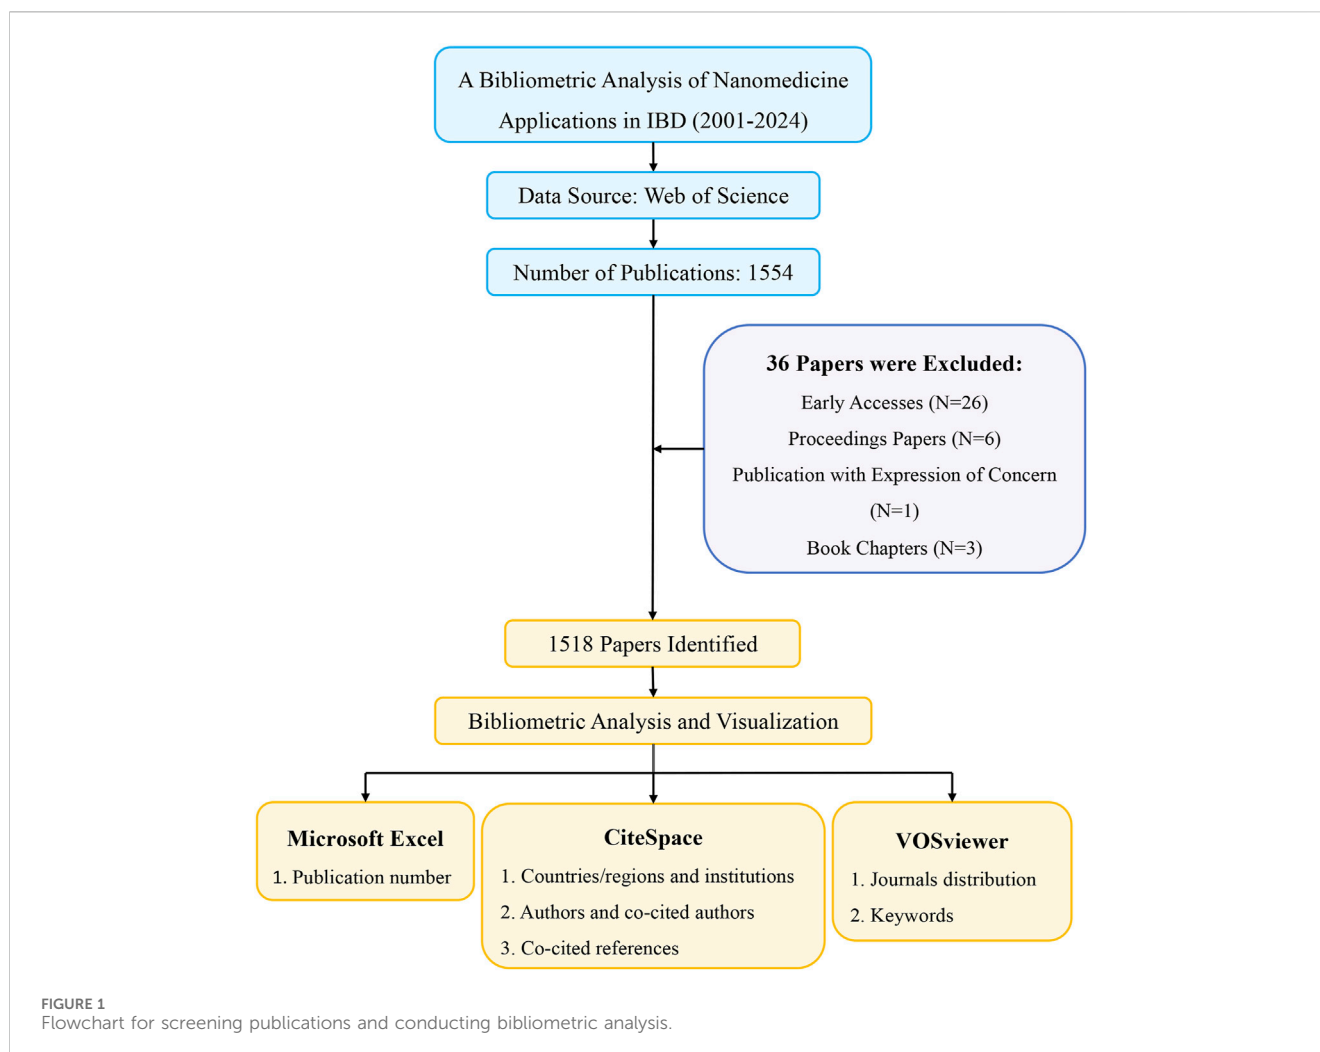 A Bibliometric Analysis of Nanomedicine
Applications in IBD (2001-2024)
Data Source: Web of Science
Number of Publications: 1554
36 Papers were Excluded:
Early Accesses (N=26)
Proceedings Papers (N=6)
Publication with Expression of Concern
(N=1)
Book Chapters (N=3)
1518 Papers Identified
Bibliometric Analysis and Visualization
Microsoft Excel
1. Publication number
CiteSpace
1. Countries/regions and institutions
2. Authors and co-cited authors
3. Co-cited references
VOSviewer
1. Journals distribution
2. Keywords
FIGURE 1
Flowchart for screening publications and conducting bibliometric analysis.